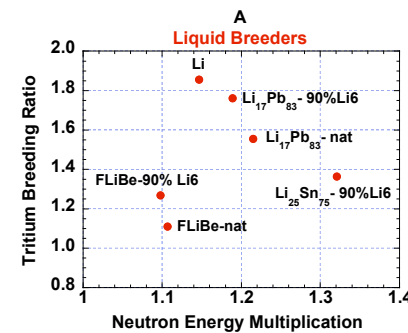 A
Liquid Breeders
Tritium Breeding Ratio
2.0
1.8
1.6
1.4
1.2
1.0
0.8
Li
Li₁₇Pb₈₃- 90%Li6
Li₁₇Pb₈₃- nat
FLiBe-90% Li6
Li₂₅Sn₇₅- 90%Li6
FLiBe-nat
1 1.1 1.2 1.3 1.4
Neutron Energy Multiplication